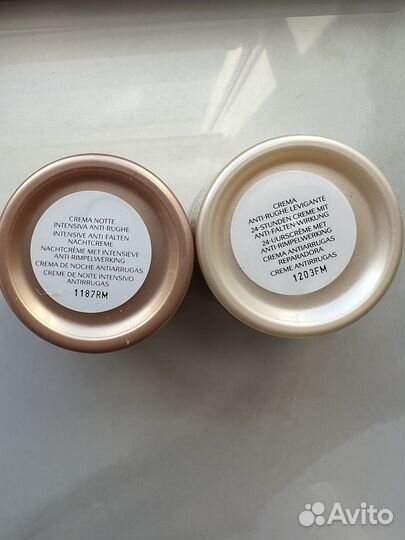 CREMA NOTTE
INTENSIVA ANTI-RUGHE
INTENSIVE ANTI-FALTEN
NACHTCREME
NACHTCRÈME MET INTENSIEVE
ANTI-RIMPELWERKING
CREMA DE NOCHE ANTIARRUGAS
CREME DE NOITE INTENSIVO
ANTIRRUGAS
1187RM
CREMA
ANTI-RUGHE LEVIGANTE
24-STUNDEN CREME MIT
ANTI-FALTEN-WIRKUNG
24-UURSCRÈME MET
ANTI-RIMPELWERKING
CREMA ANTIARRUGAS
REPARADORA
CREME ANTIRRUGAS
1203FM
Avito